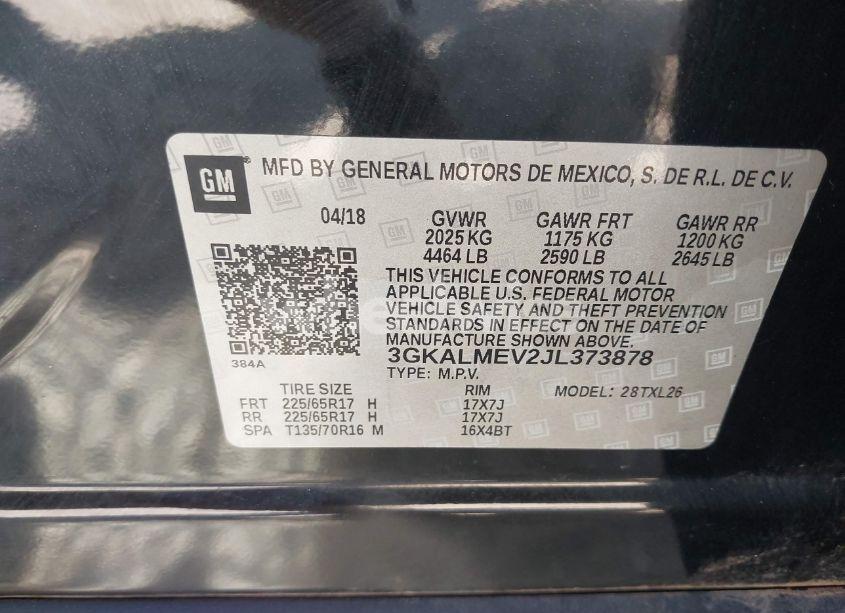 GM MFD BY GENERAL MOTORS DE MEXICO, S. DE R.L. DE C.V.
04/18 GVWR GAWR FRT GAWR RR
2025 KG 1175 KG 1200 KG
4464 LB 2590 LB 2645 LB
THIS VEHICLE CONFORMS TO ALL
APPLICABLE U.S. FEDERAL MOTOR
VEHICLE SAFETY AND THEFT PREVENTION
STANDARDS IN EFFECT ON THE DATE OF
MANUFACTURE SHOWN ABOVE.
384A 3GKALMEV2JL373878
TYPE: M.P.V.
TIRE SIZE RIM MODEL: 28TXL26
FRT 225/65R17 H 17X7J
RR 225/65R17 H 17X7J
SPA T135/70R16 M 16X4BT